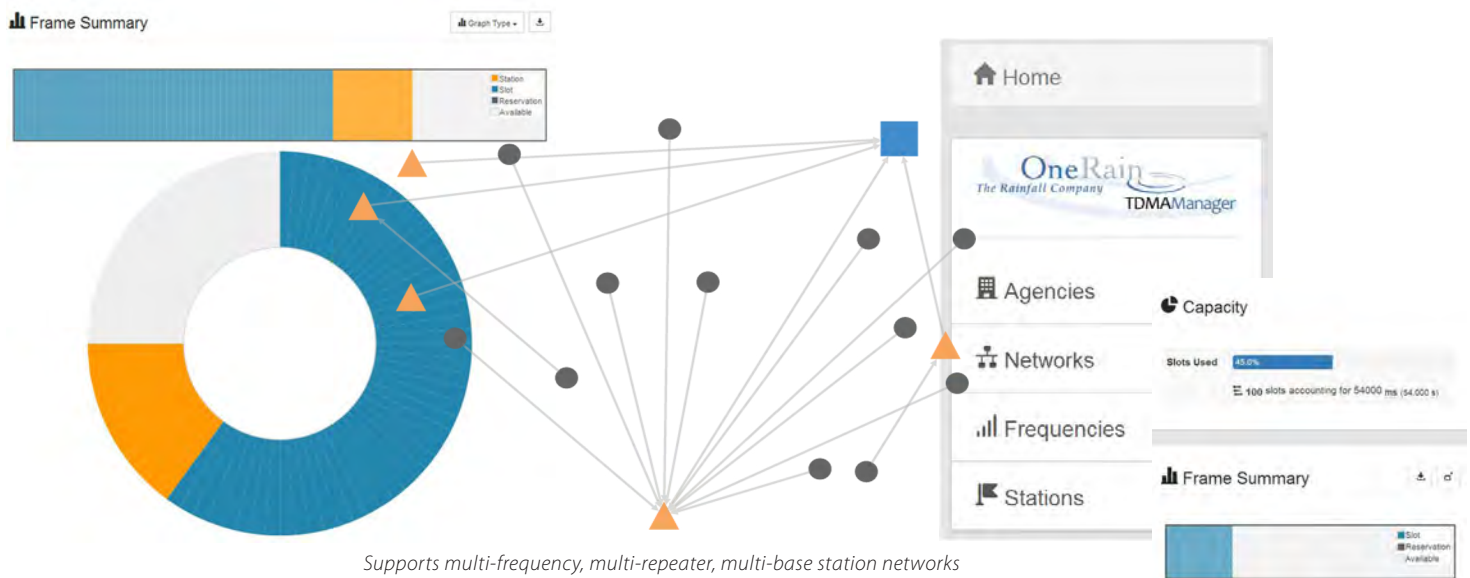 Frame Summary
Graph Type
Station
Slot
Reservation
Available
Home
OneRain
The Rainfall Company
TDMAManager
Agencies
Networks
Frequencies
Stations
Capacity
Slots Used 45.0%
100 slots accounting for 54000 ms (54.000 s)
Frame Summary
Slot
Reservation
Available
Supports multi-frequency, multi-repeater, multi-base station networks